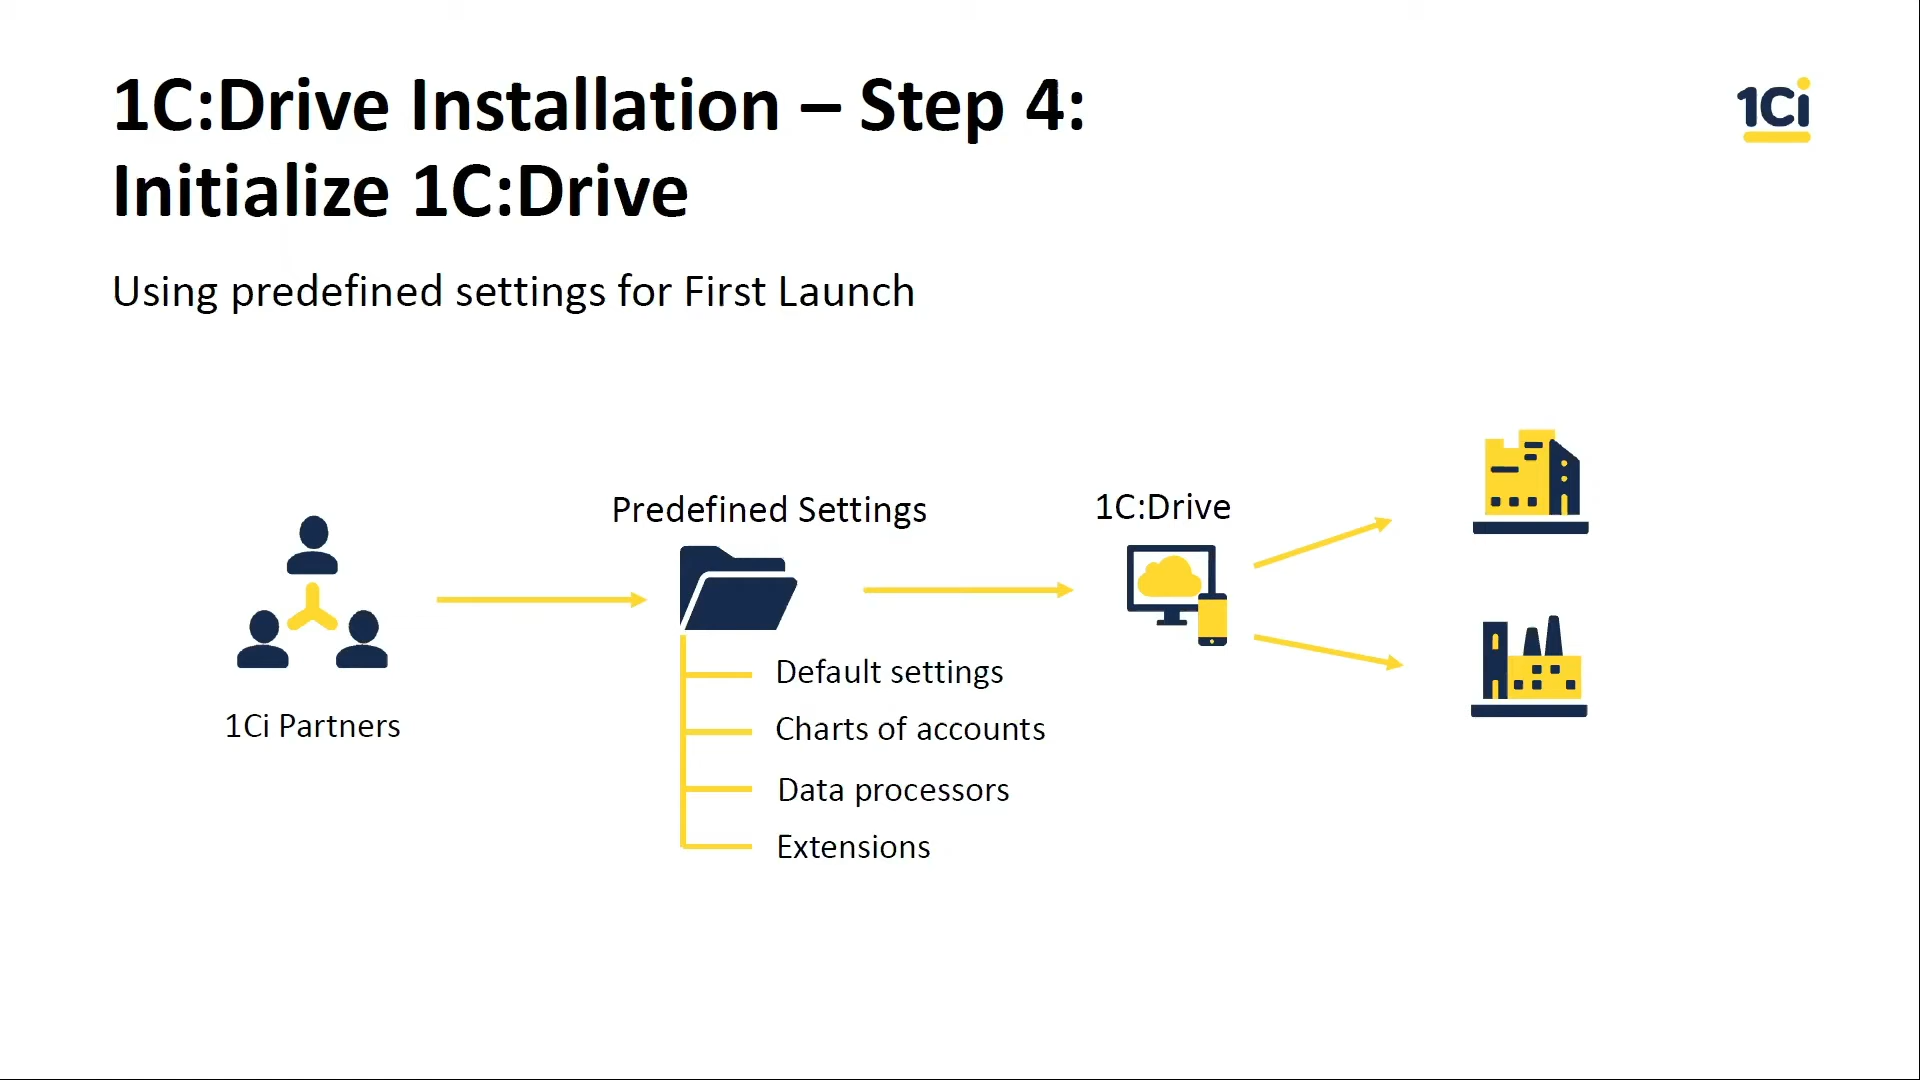 1C:Drive Installation – Step 4:
Initialize 1C:Drive
1Ci
Using predefined settings for First Launch
1Ci Partners
Predefined Settings
Default settings
Charts of accounts
Data processors
Extensions
1C:Drive